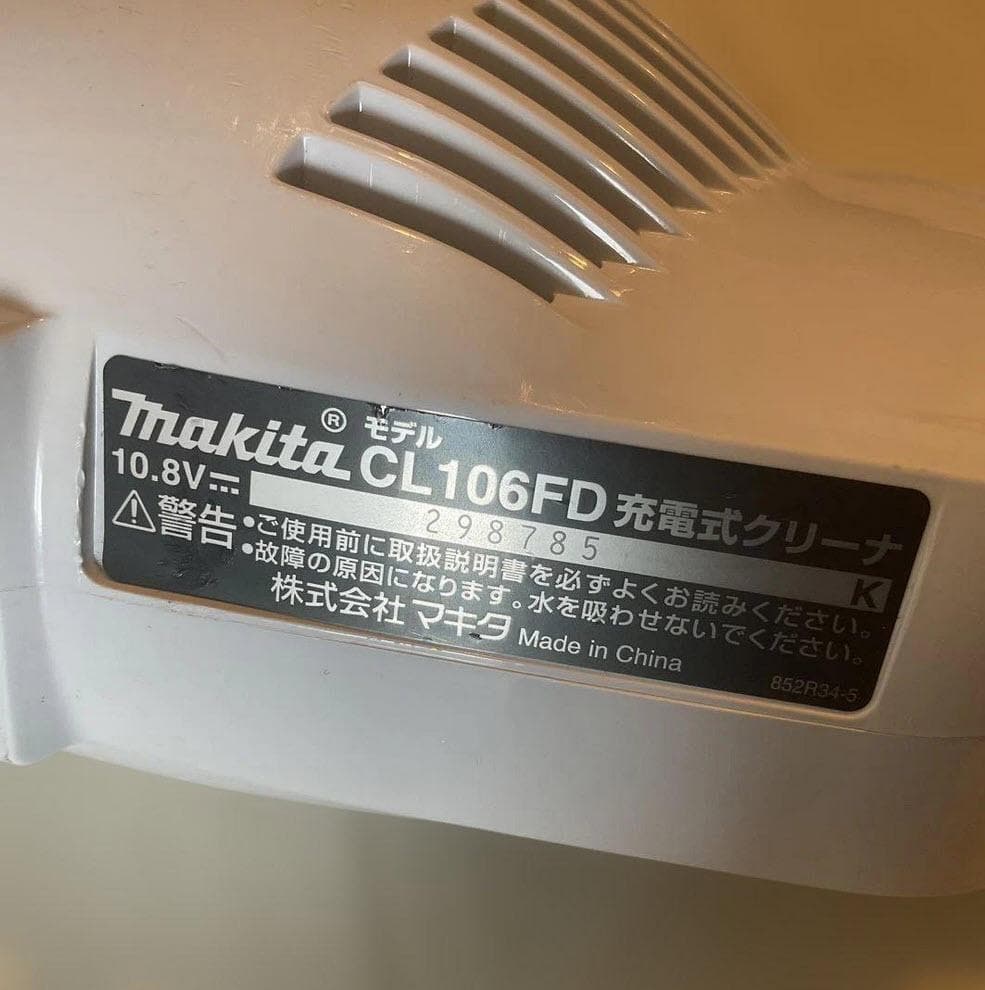 makita® モデル CL106FD 充電式クリーナ
10.8V⎓ 298785 K
⚠警告 •ご使用前に取扱説明書を必ずよくお読みください。
•故障の原因になります。水を吸わせないでください。
株式会社 マキタ Made in China
852R34-5